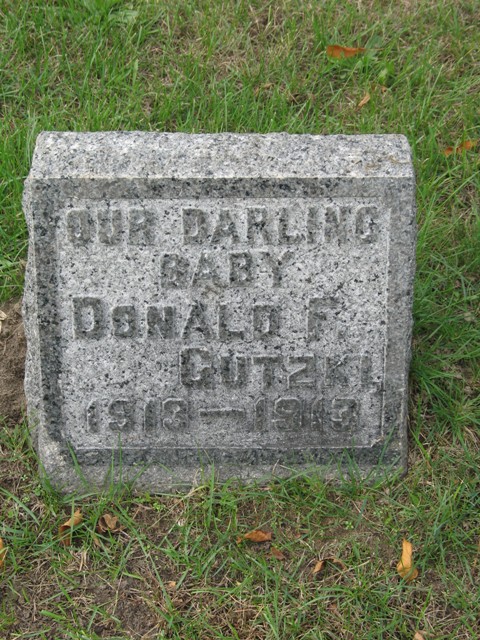 OUR DARLING
BABY
DONALD F.
GUTZKI
1913 — 1913